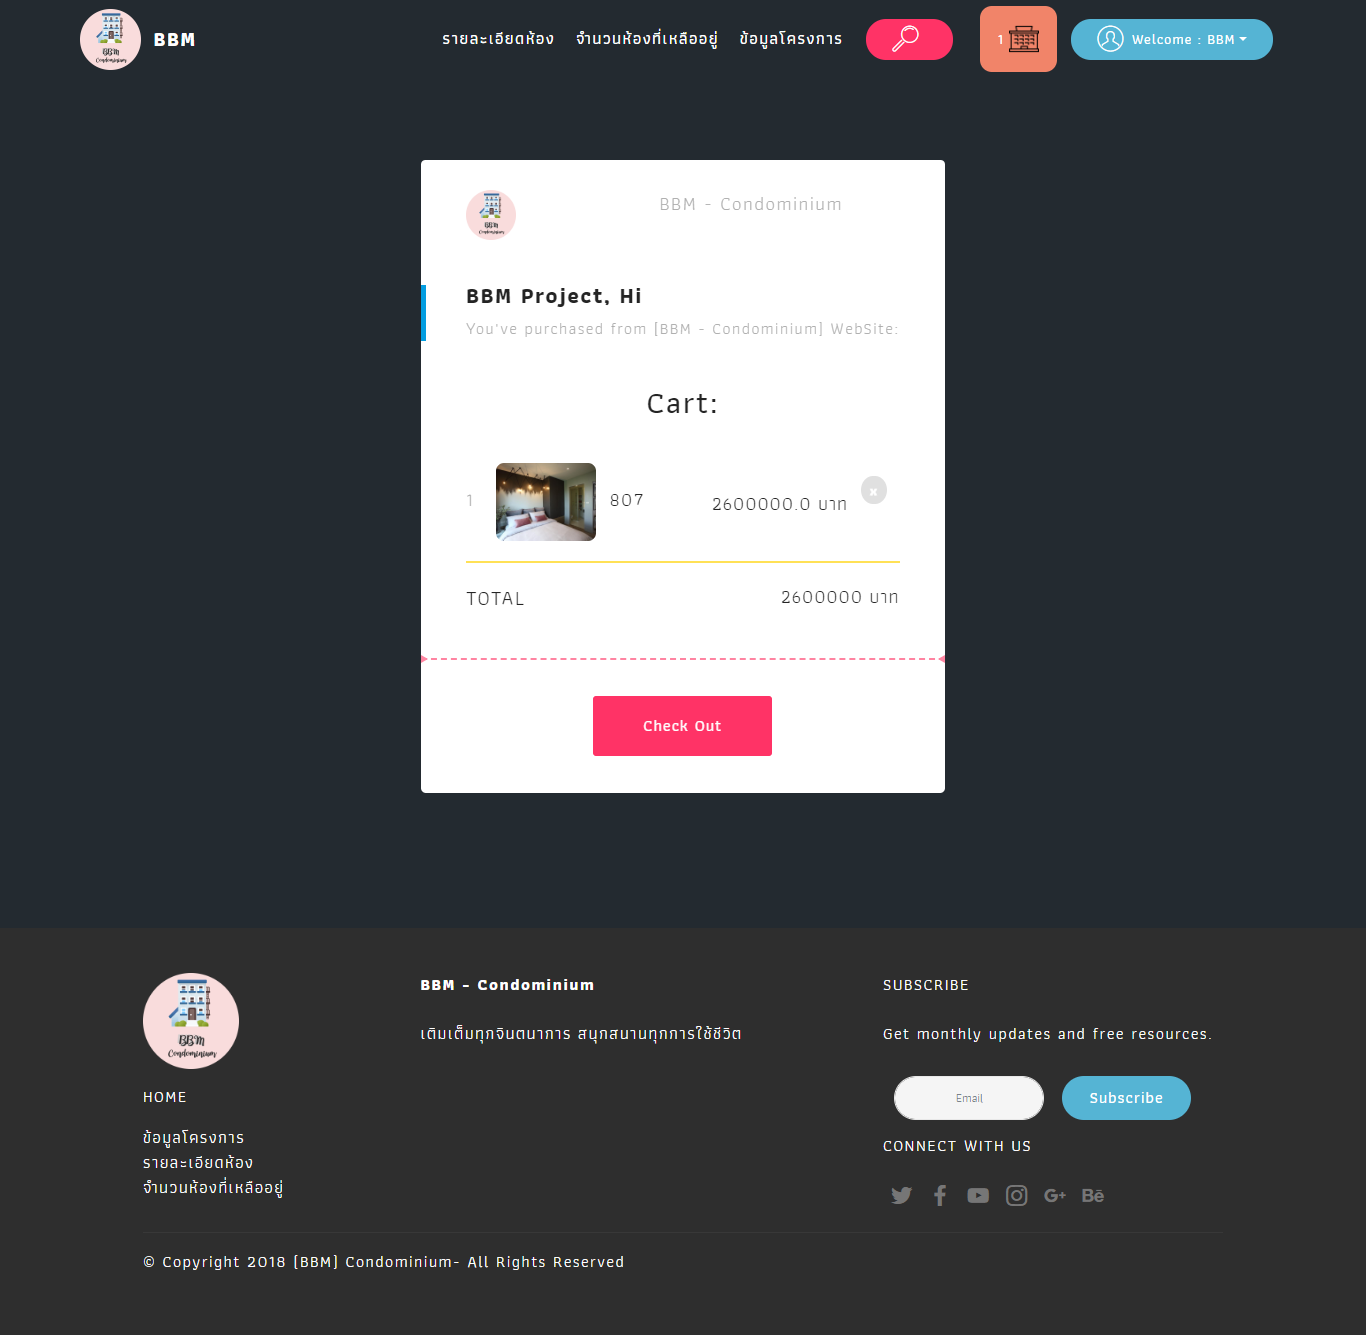 BBM
Condominium
BBM
รายละเอียดห้อง
จำนวนห้องที่เหลืออยู่
ข้อมูลโครงการ
1
Welcome : BBM
BBM
Condominium
BBM - Condominium
BBM Project, Hi
You've purchased from [BBM - Condominium] WebSite:
Cart:
1
807
2600000.0 บาท
x
TOTAL
2600000 บาท
Check Out
BBM
Condominium
HOME
ข้อมูลโครงการ
รายละเอียดห้อง
จำนวนห้องที่เหลืออยู่
BBM - Condominium
เติมเต็มทุกจินตนาการ สนุกสนานทุกการใช้ชีวิต
SUBSCRIBE
Get monthly updates and free resources.
Email
Subscribe
CONNECT WITH US
G+
Bē
© Copyright 2018 [BBM] Condominium- All Rights Reserved